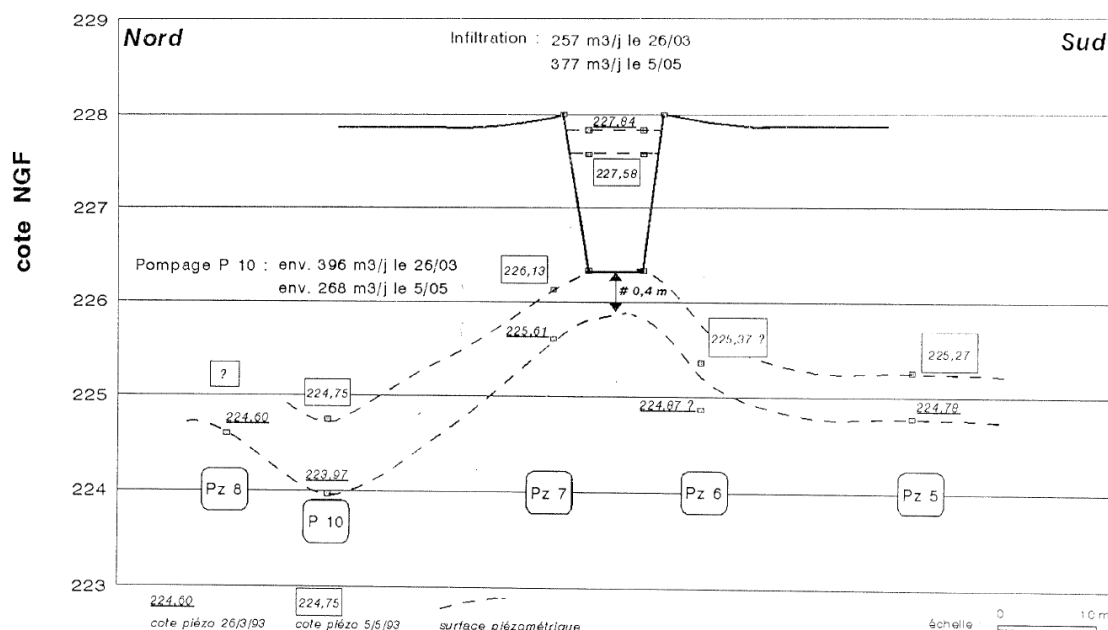 229
Nord
Infiltration : 257 m3/j le 26/03
Sud
377 m3/j le 5/05
228
227,84
227,58
cote NGF
227
Pompage P 10 : env. 396 m3/j le 26/03
226,13
env. 268 m3/j le 5/05
226
# 0,4 m
225,61
225,37 ?
225,27
?
225
224,75
224,60
224,87 ?
224,78
223,97
224
Pz 8
Pz 7
Pz 6
Pz 5
P 10
223
224,60
224,75
cote piézo 26/3/93
cote piézo 5/5/93
surface piézométrique
échelle
0
10 m